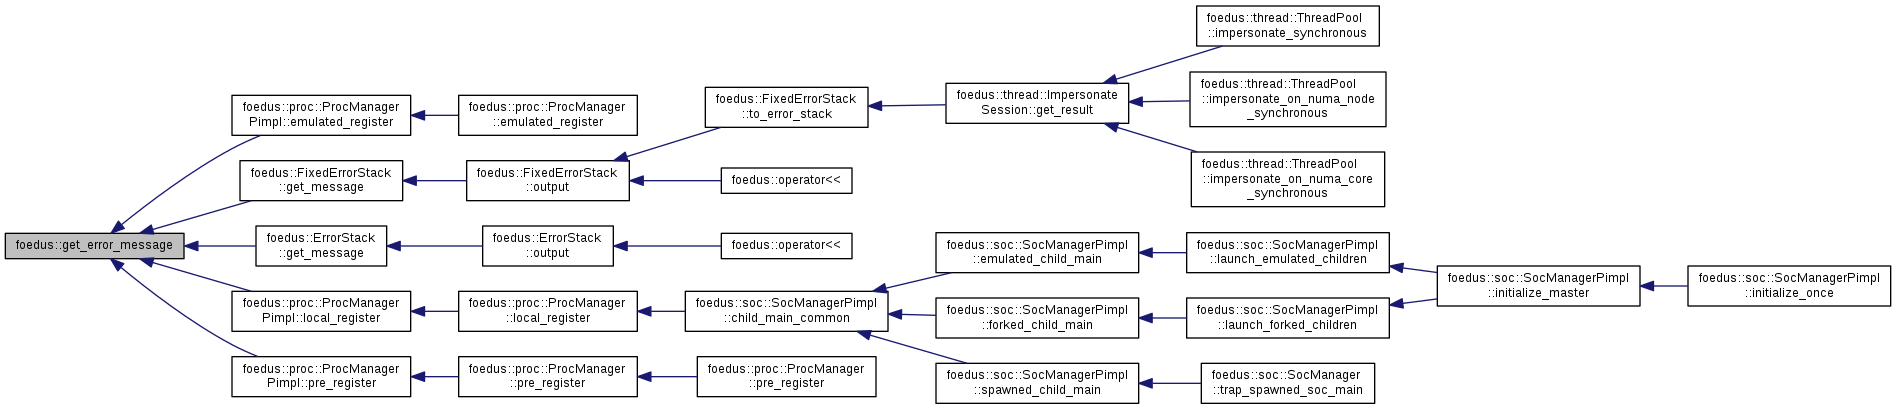 foedus::get_error_message
foedus::proc::ProcManager
Pimpl::emulated_register
foedus::proc::ProcManager
::emulated_register
foedus::FixedErrorStack
::get_message
foedus::FixedErrorStack
::output
foedus::FixedErrorStack
::to_error_stack
foedus::thread::Impersonate
Session::get_result
foedus::thread::ThreadPool
::impersonate_synchronous
foedus::thread::ThreadPool
::impersonate_on_numa_node
_synchronous
foedus::thread::ThreadPool
::impersonate_on_numa_core
_synchronous
foedus::operator<<
foedus::ErrorStack
::get_message
foedus::ErrorStack
::output
foedus::operator<<
foedus::proc::ProcManager
Pimpl::local_register
foedus::proc::ProcManager
::local_register
foedus::soc::SocManagerPimpl
::child_main_common
foedus::soc::SocManagerPimpl
::emulated_child_main
foedus::soc::SocManagerPimpl
::launch_emulated_children
foedus::soc::SocManagerPimpl
::initialize_master
foedus::soc::SocManagerPimpl
::initialize_once
foedus::soc::SocManagerPimpl
::forked_child_main
foedus::soc::SocManagerPimpl
::launch_forked_children
foedus::soc::SocManagerPimpl
::spawned_child_main
foedus::soc::SocManager
::trap_spawned_soc_main
foedus::proc::ProcManager
Pimpl::pre_register
foedus::proc::ProcManager
::pre_register
foedus::proc::ProcManager
::pre_register